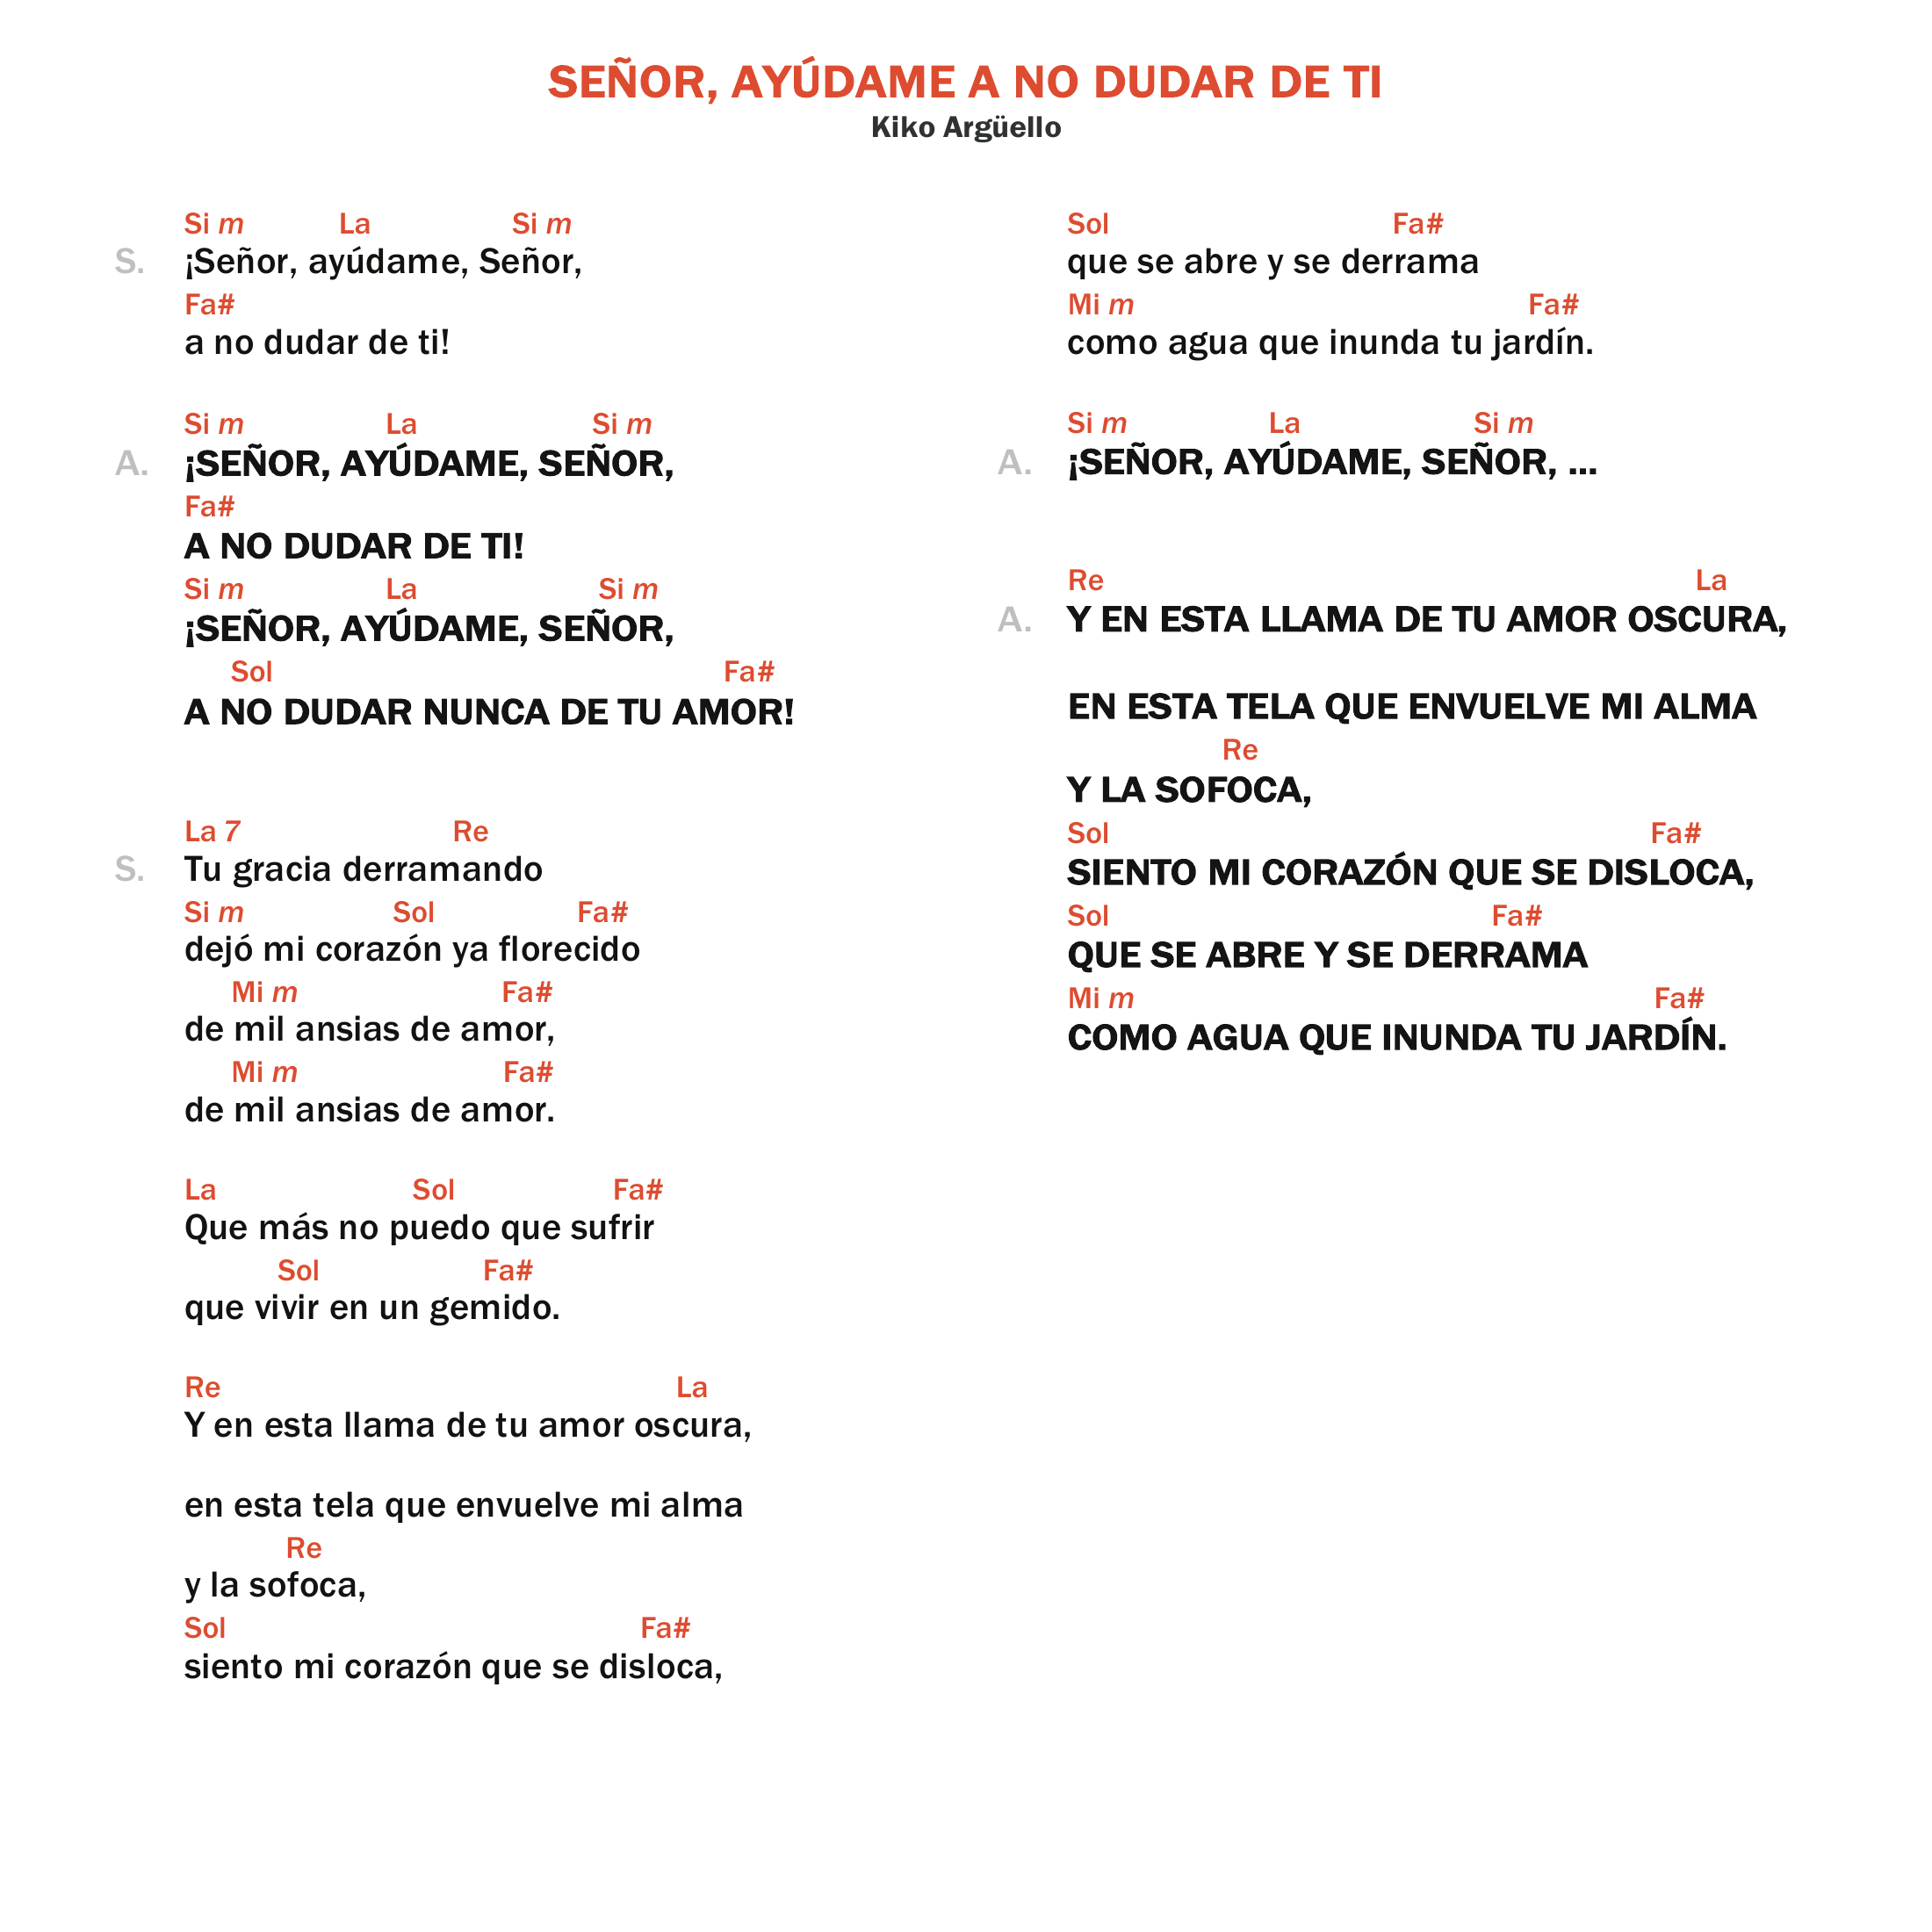 SEÑOR, AYÚDAME A NO DUDAR DE TI
Kiko Argüello
Si m La Si m
S. ¡Señor, ayúdame, Señor,
Fa#
a no dudar de ti!
Si m La Si m
A. ¡SEÑOR, AYÚDAME, SEÑOR,
Fa#
A NO DUDAR DE TI!
Si m La Si m
¡SEÑOR, AYÚDAME, SEÑOR,
Sol Fa#
A NO DUDAR NUNCA DE TU AMOR!
La 7 Re
S. Tu gracia derramando
Si m Sol Fa#
dejó mi corazón ya florecido
Mi m Fa#
de mil ansias de amor,
Mi m Fa#
de mil ansias de amor.
La Sol Fa#
Que más no puedo que sufrir
Sol Fa#
que vivir en un gemido.
Re La
Y en esta llama de tu amor oscura,
en esta tela que envuelve mi alma
Re
y la sofoca,
Sol Fa#
siento mi corazón que se disloca,
Sol Fa#
que se abre y se derrama
Mi m Fa#
como agua que inunda tu jardín.
Si m La Si m
A. ¡SEÑOR, AYÚDAME, SEÑOR, ...
Re La
A. Y EN ESTA LLAMA DE TU AMOR OSCURA,
EN ESTA TELA QUE ENVUELVE MI ALMA
Re
Y LA SOFOCA,
Sol Fa#
SIENTO MI CORAZÓN QUE SE DISLOCA,
Sol Fa#
QUE SE ABRE Y SE DERRAMA
Mi m Fa#
COMO AGUA QUE INUNDA TU JARDÍN.